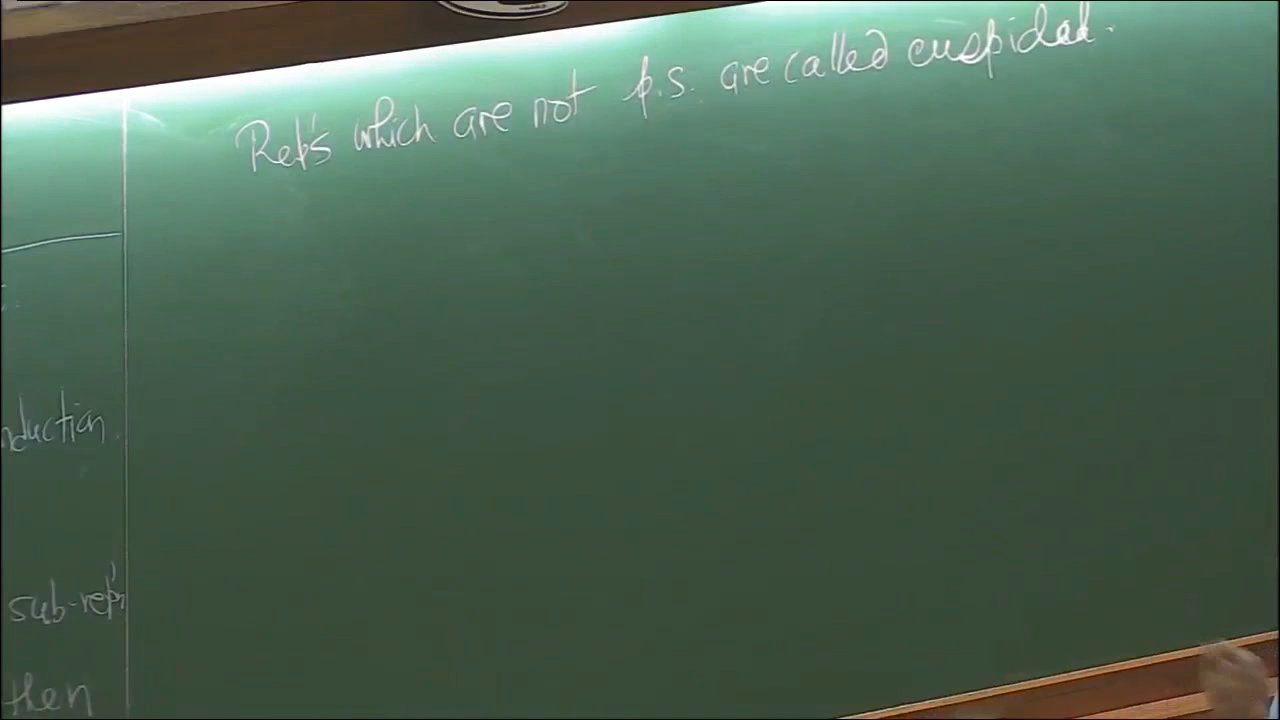 Rep's which are not p.s. are called cuspidal.
nduction.
sub-rep'n
then